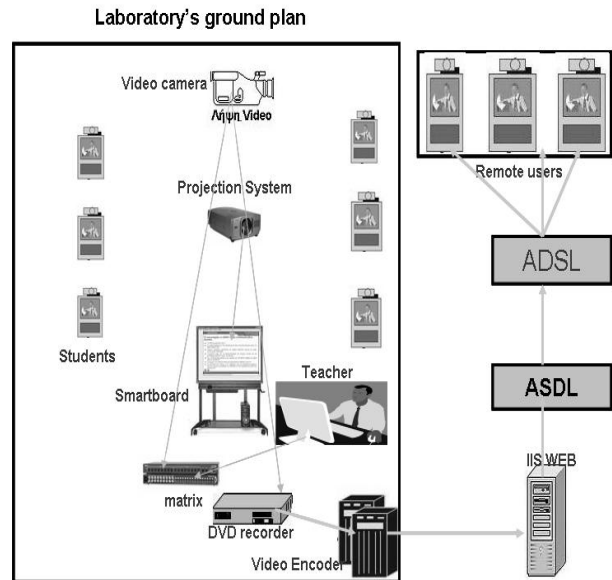 Laboratory's ground plan
Video camera
Λήψη Video
Projection System
Students
Smartboard
Teacher
matrix
DVD recorder
Video Encoder
Remote users
ADSL
ASDL
IIS WEB